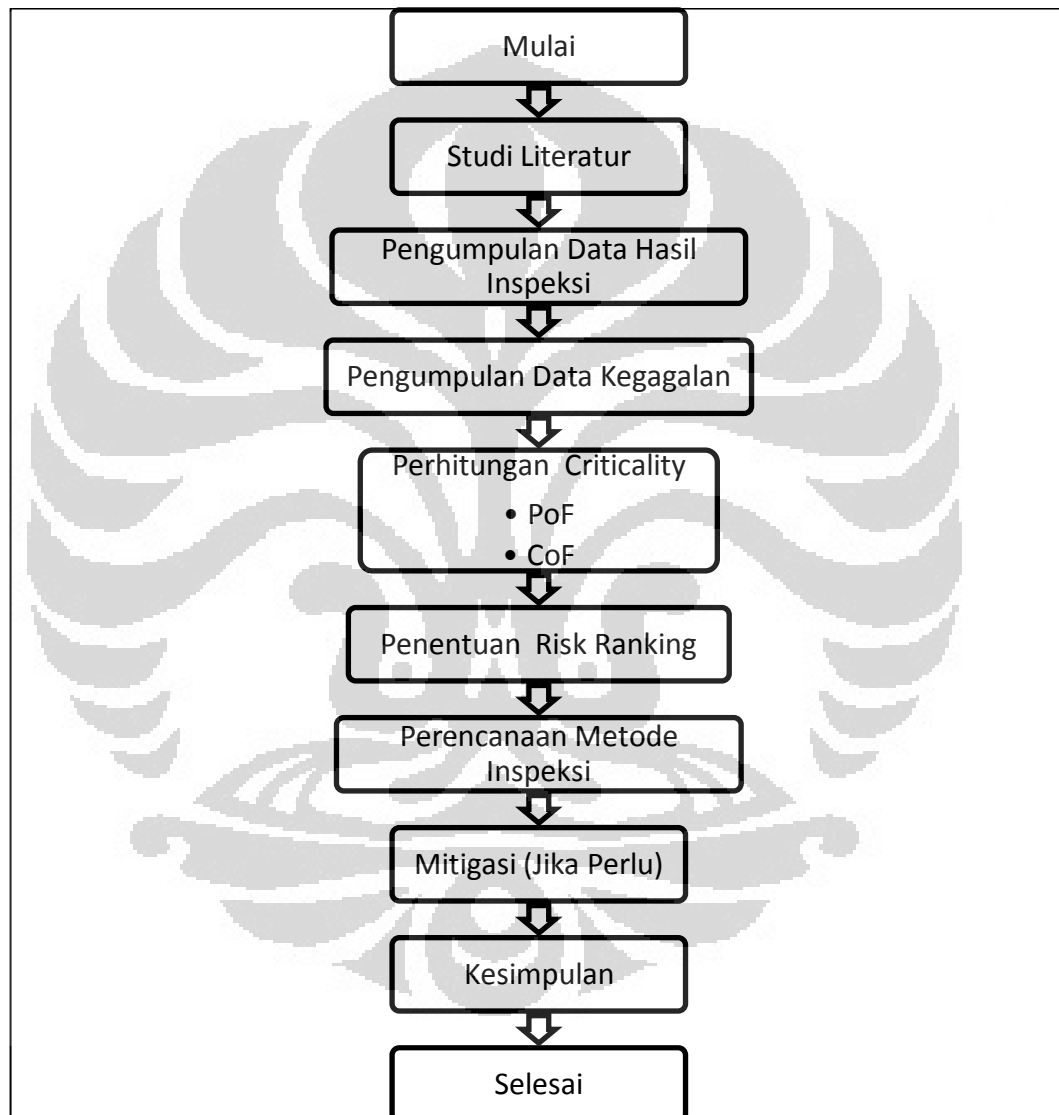 Mulai
Studi Literatur
Pengumpulan Data Hasil
Inspeksi
Pengumpulan Data Kegagalan
Perhitungan Criticality
• PoF
• CoF
Penentuan Risk Ranking
Perencanaan Metode
Inspeksi
Mitigasi (Jika Perlu)
Kesimpulan
Selesai